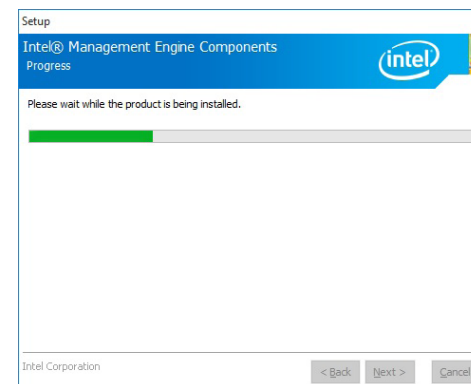 Setup
Intel® Management Engine Components
Progress
intel
Please wait while the product is being installed.
Intel Corporation
< Back Next > Cancel